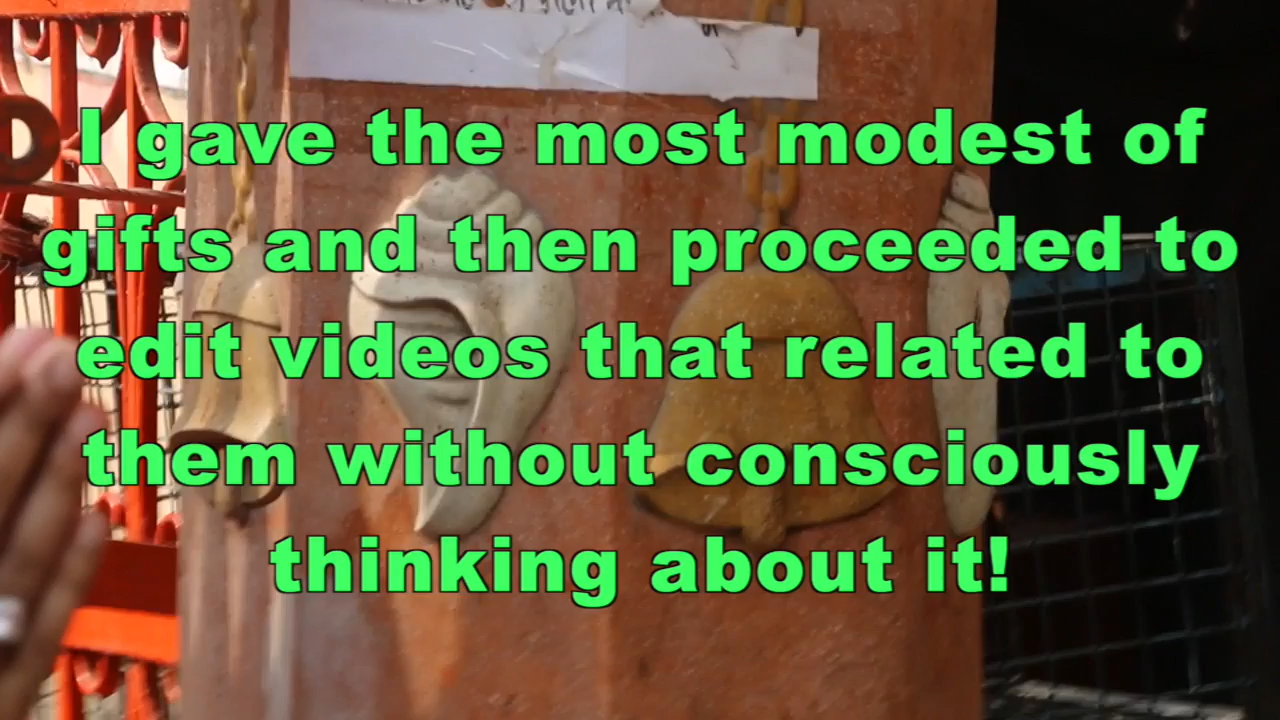 I gave the most modest of
gifts and then proceeded to
edit videos that related to
them without consciously
thinking about it!